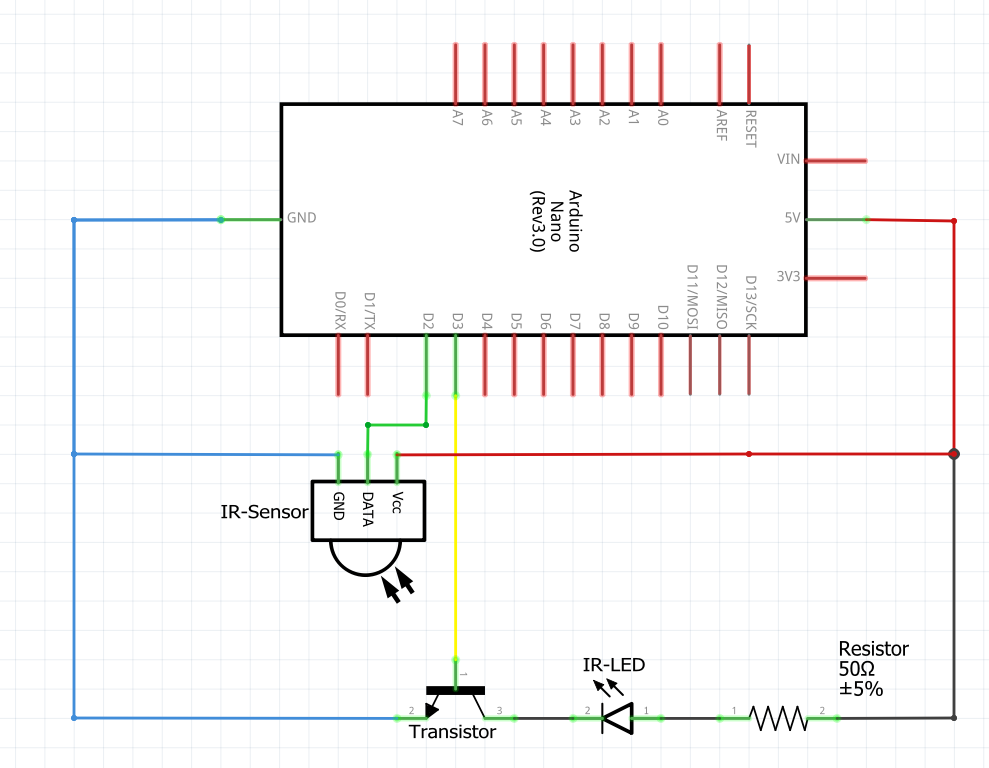 A7
A6
A5
A4
A3
A2
A1
A0
AREF
RESET
VIN
GND
Arduino
Nano
(Rev3.0)
5V
3V3
D0/RX
D1/TX
D2
D3
D4
D5
D6
D7
D8
D9
D10
D11/MOSI
D12/MISO
D13/SCK
IR-Sensor
GND
DATA
Vcc
Resistor
50Ω
±5%
IR-LED
1
2
3
2
1
1
2
Transistor